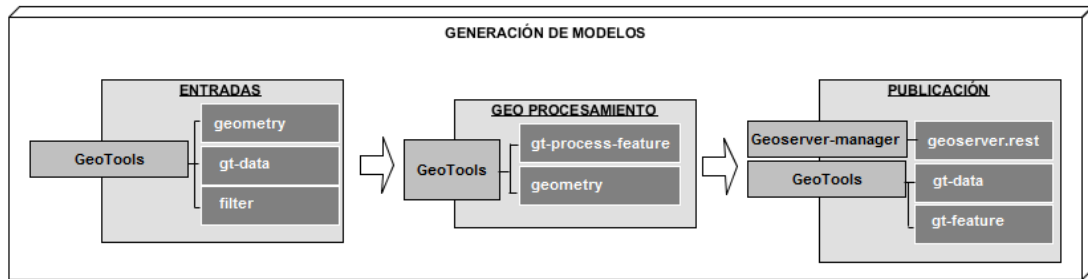 GENERACIÓN DE MODELOS
ENTRADAS
GeoTools
geometry
gt-data
filter
GEO PROCESAMIENTO
GeoTools
gt-process-feature
geometry
PUBLICACIÓN
Geoserver-manager
geoserver.rest
GeoTools
gt-data
gt-feature